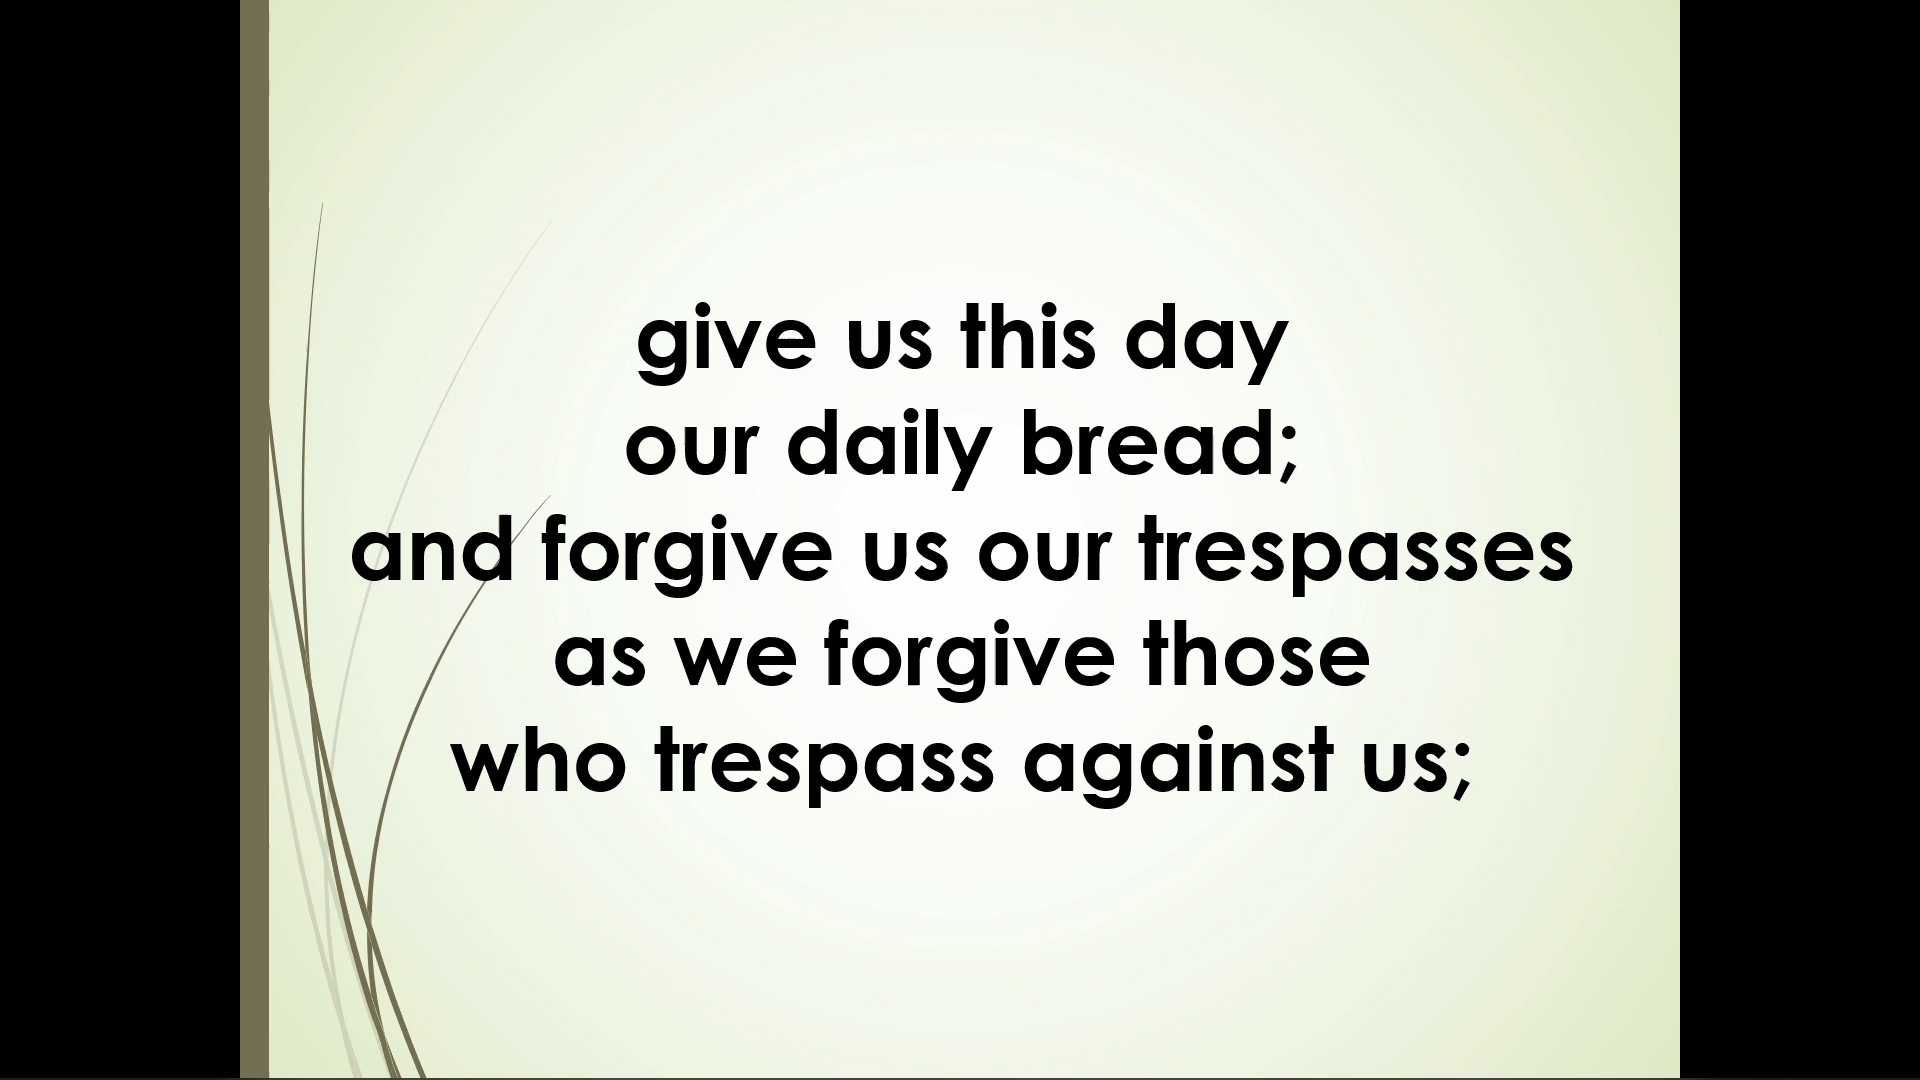 give us this day
our daily bread;
and forgive us our trespasses
as we forgive those
who trespass against us;